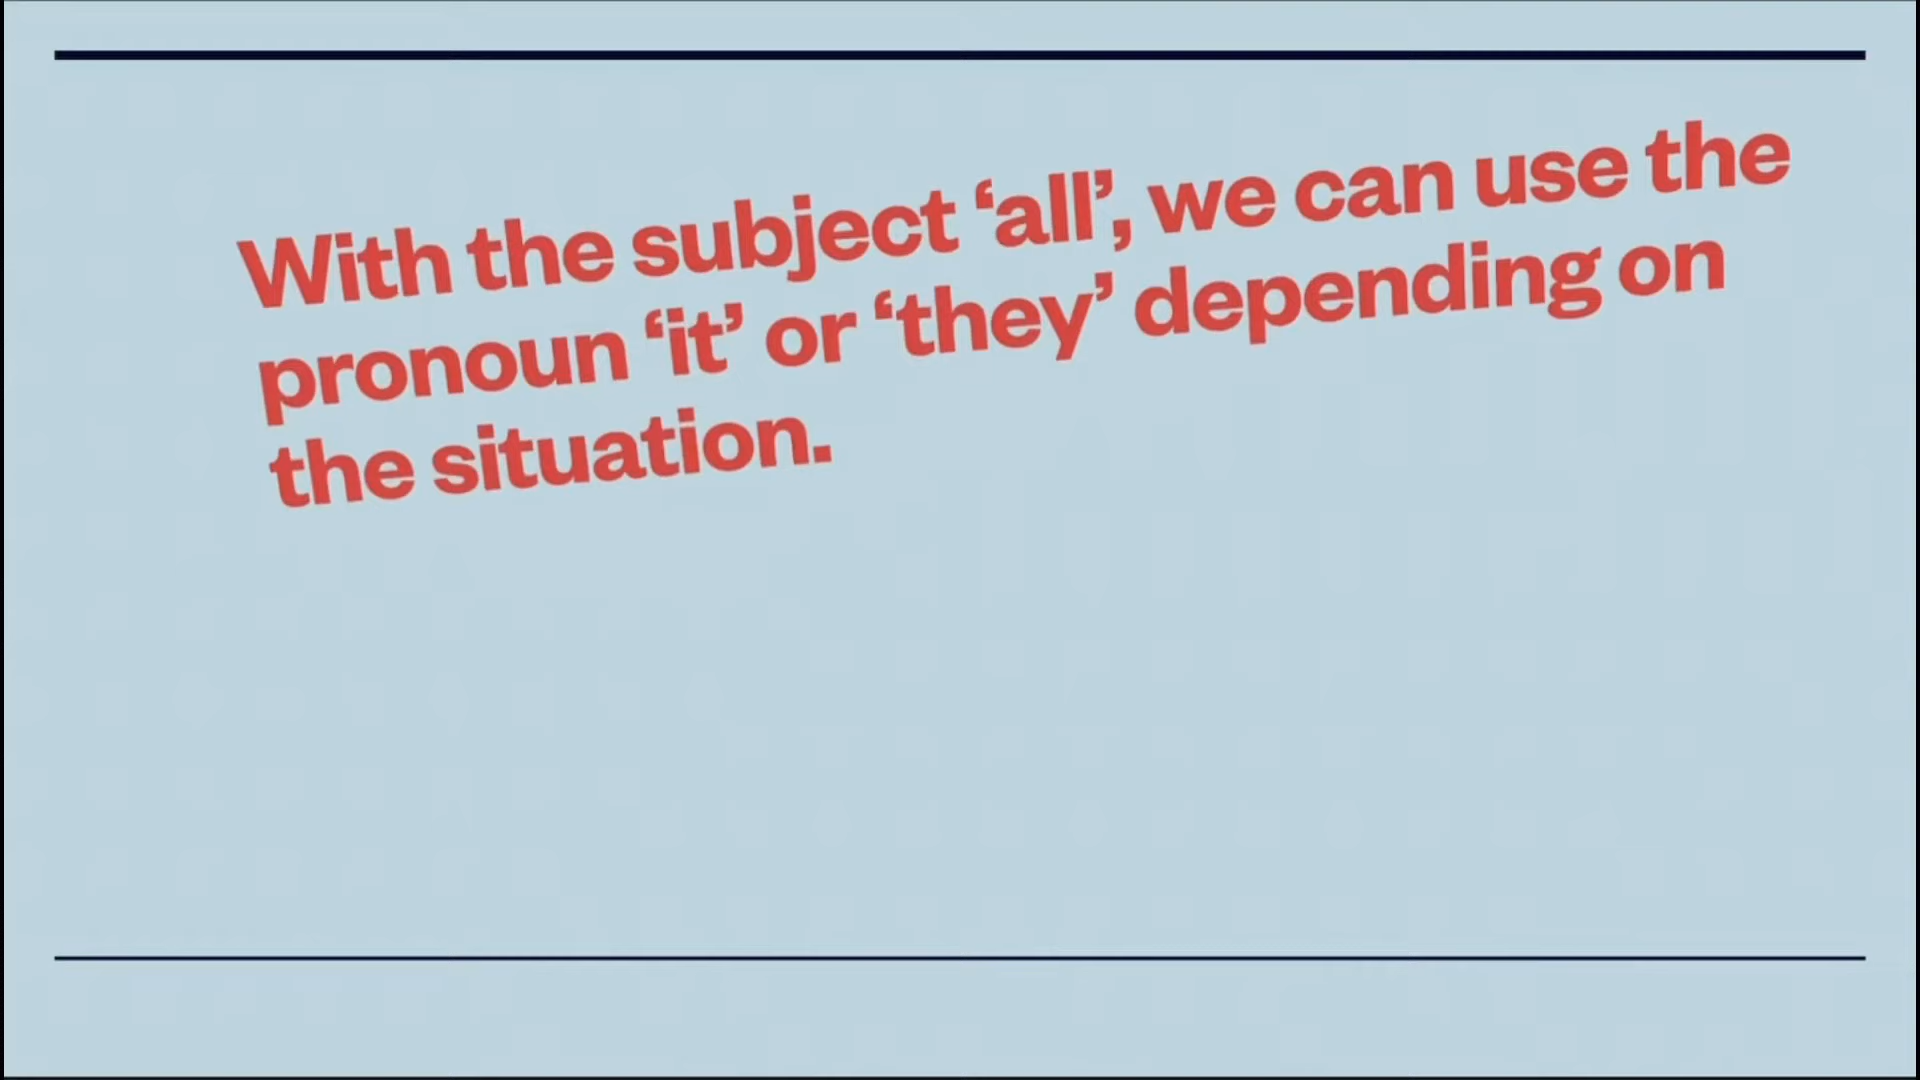 With the subject ‘all’, we can use the
pronoun ‘it’ or ‘they’ depending on
the situation.